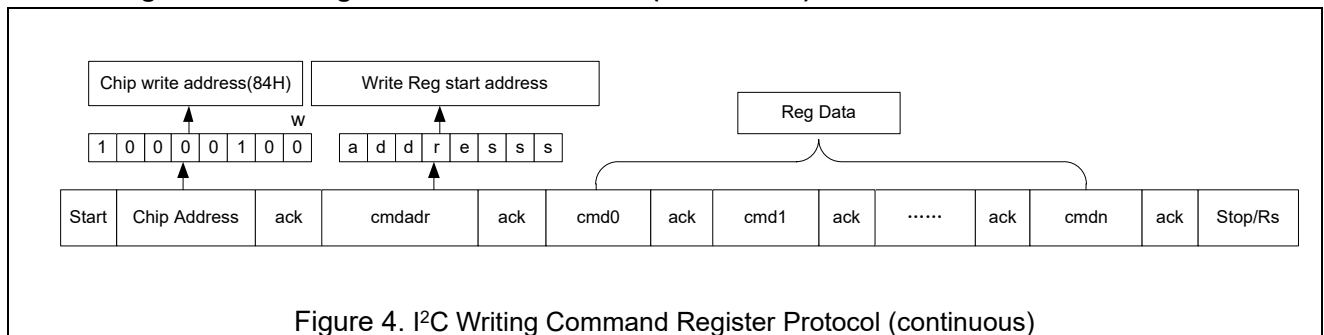 Chip write address(84H)
Write Reg start address
Reg Data
w
1 0 0 0 0 1 0 0
a d d r e s s s
Start Chip Address ack cmdadr ack cmd0 ack cmd1 ack ...... ack cmdn ack Stop/Rs
Figure 4. I²C Writing Command Register Protocol (continuous)